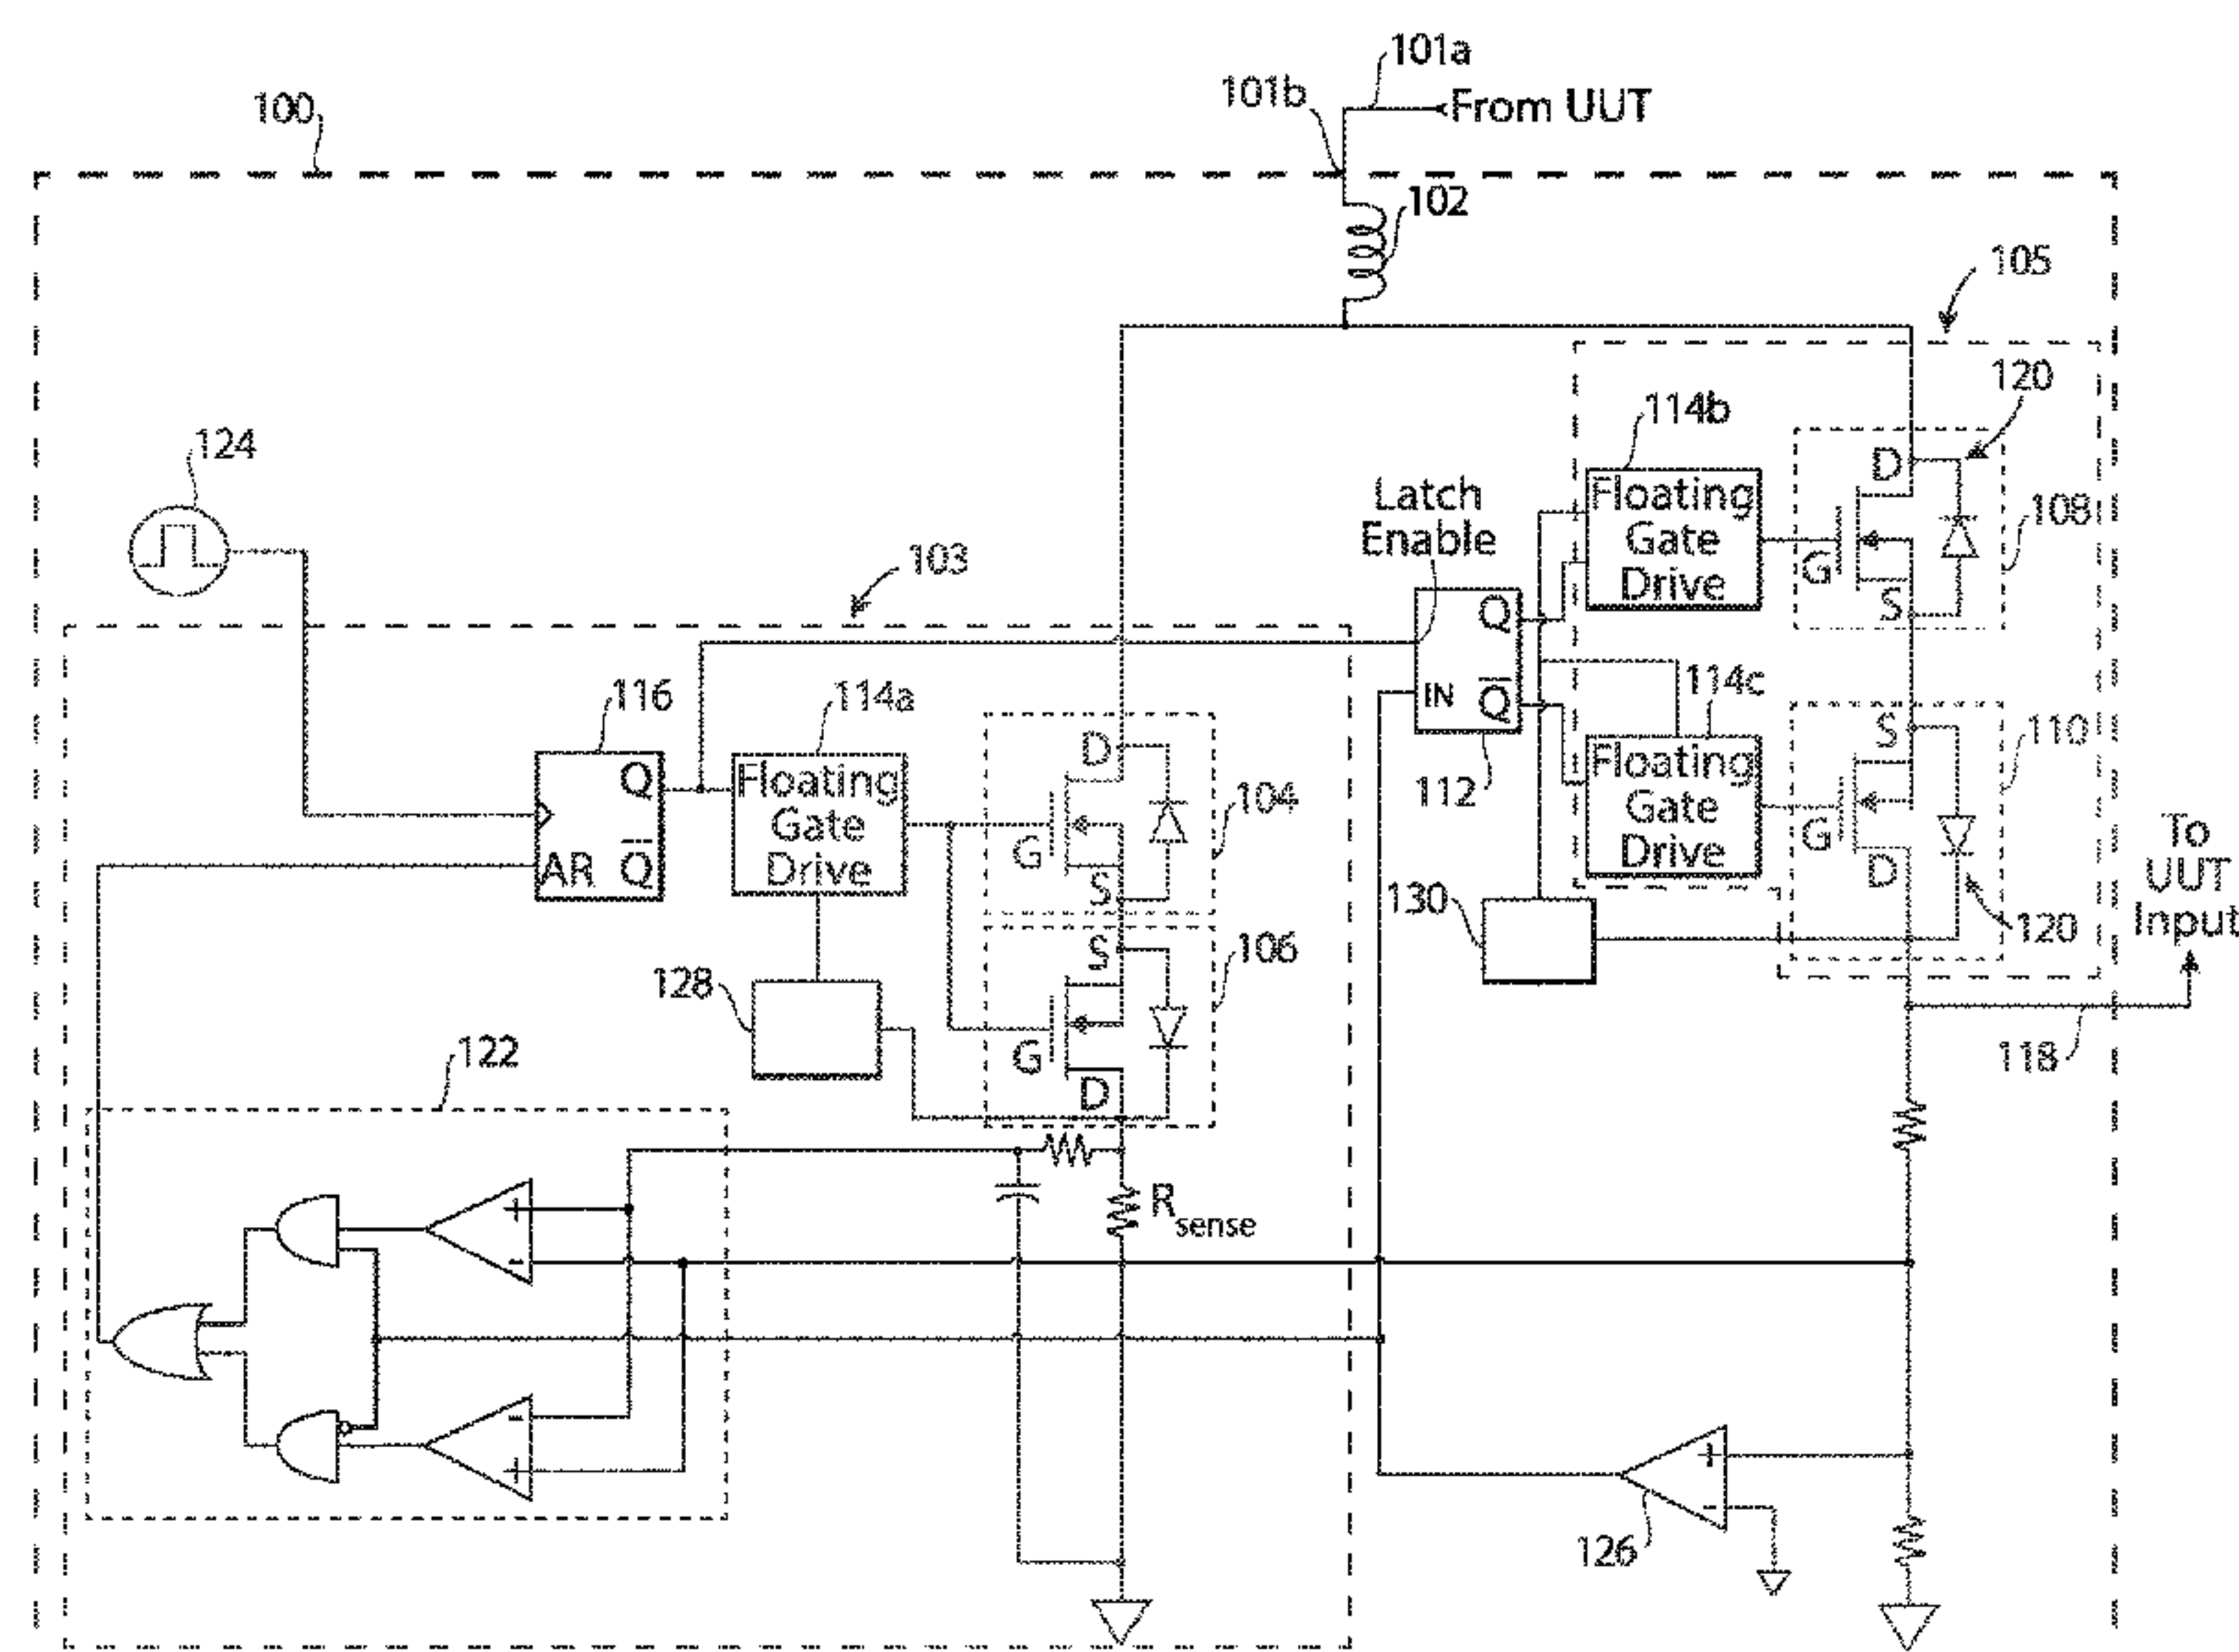 101a
101b
From UUT
100
102
105
120
114b
124
D
Floating
Gate
Drive
108
Latch
Enable
G
S
103
Q
114c
IN
Q
S
110
116
114a
D
Floating
Gate
Drive
Q
Floating
Gate
Drive
104
112
G
D
To
UUT
Input
AR
Q
G
S
130
120
S
106
128
G
D
118
122
+
-
R
sense
-
+
+
-
126